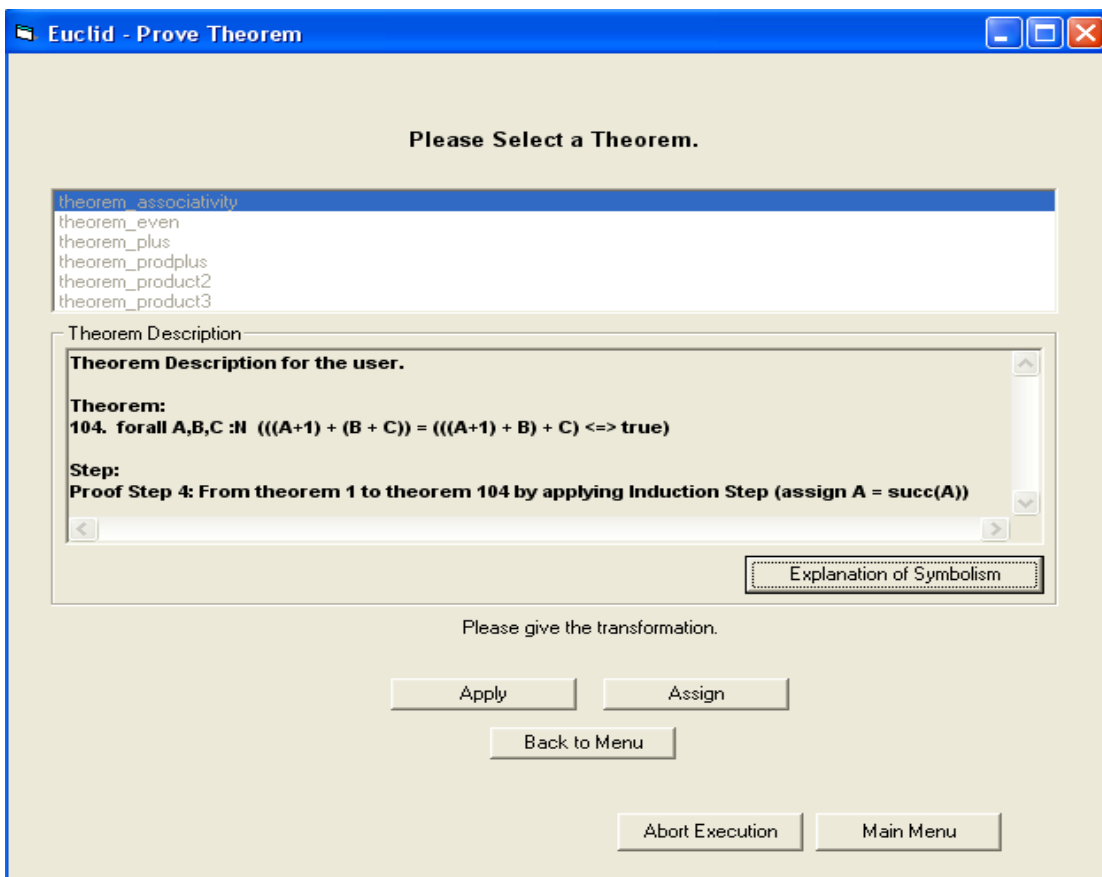 Euclid - Prove Theorem
Please Select a Theorem.
theorem_associativity
theorem_even
theorem_plus
theorem_prodplus
theorem_product2
theorem_product3
Theorem Description
Theorem Description for the user.
Theorem:
104.  forall A,B,C :N  (((A+1) + (B + C)) = (((A+1) + B) + C) <=> true)
Step:
Proof Step 4: From theorem 1 to theorem 104 by applying Induction Step (assign A = succ(A))
Explanation of Symbolism
Please give the transformation.
Apply Assign
Back to Menu
Abort Execution Main Menu